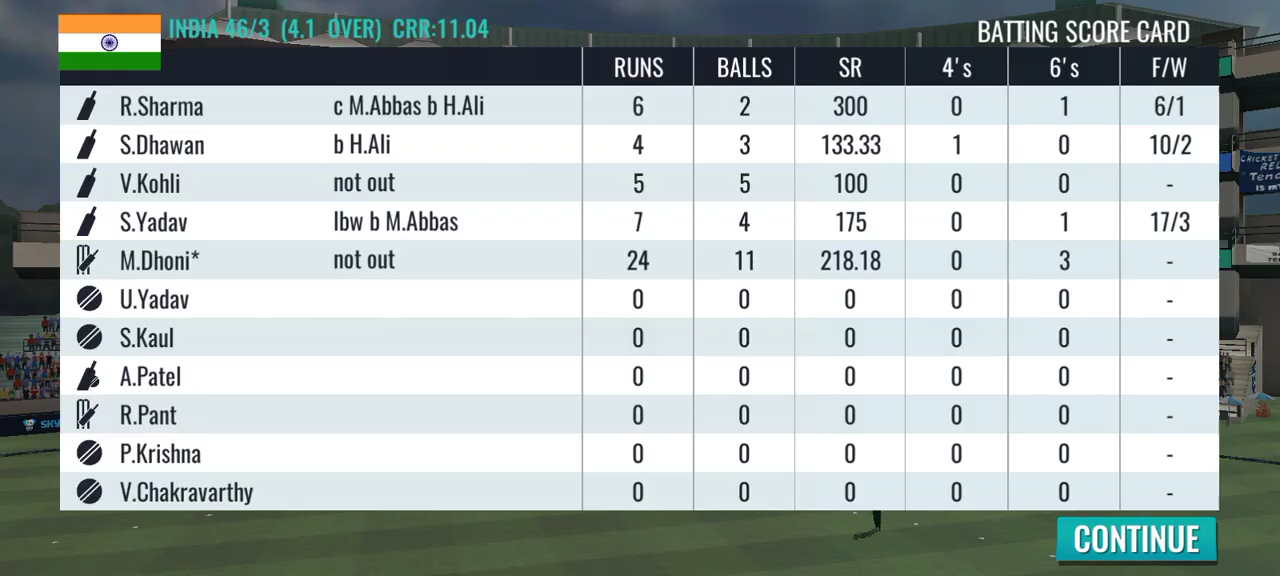 INDIA 46/3 (4.1 OVER) CRR:11.04
BATTING SCORE CARD
RUNS BALLS SR 4's 6's F/W
R.Sharma c M.Abbas b H.Ali 6 2 300 0 1 6/1
S.Dhawan b H.Ali 4 3 133.33 1 0 10/2
V.Kohli not out 5 5 100 0 0 -
S.Yadav lbw b M.Abbas 7 4 175 0 1 17/3
M.Dhoni* not out 24 11 218.18 0 3 -
U.Yadav 0 0 0 0 0 -
S.Kaul 0 0 0 0 0 -
A.Patel 0 0 0 0 0 -
R.Pant 0 0 0 0 0 -
P.Krishna 0 0 0 0 0 -
V.Chakravarthy 0 0 0 0 0 -
CRICKET
SKY
CONTINUE